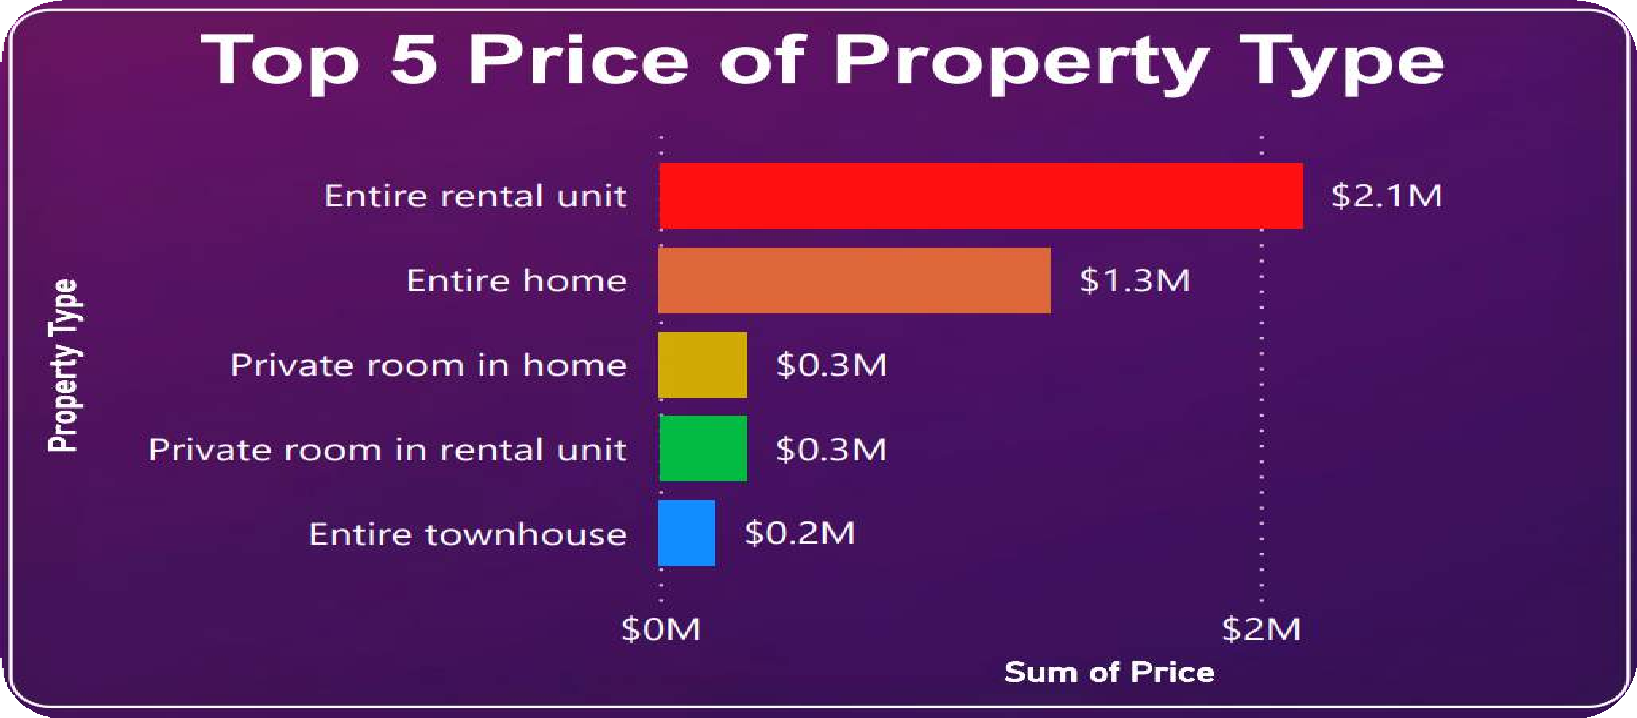 Top 5 Price of Property Type
Property Type
Entire rental unit $2.1M
Entire home $1.3M
Private room in home $0.3M
Private room in rental unit $0.3M
Entire townhouse $0.2M
$0M $2M
Sum of Price